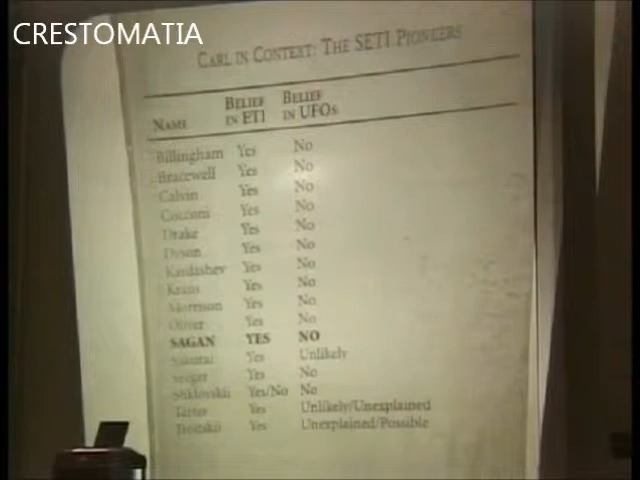 CRESTOMATIA
CARL IN CONTEXT: THE SETI PIONEERS
NAME BELIEF IN ETI BELIEF IN UFOS
Billingham Yes No
Bracewell Yes No
Calvin Yes No
Cocconi Yes No
Drake Yes No
Dyson Yes No
Kardashev Yes No
Kraus Yes No
Morrison Yes No
Oliver Yes No
SAGAN YES NO
Yes Unlikely
Seeger Yes No
Shklovskii Yes/No No
Tarter Yes Unlikely/Unexplained
Troitskii Yes Unexplained/Possible